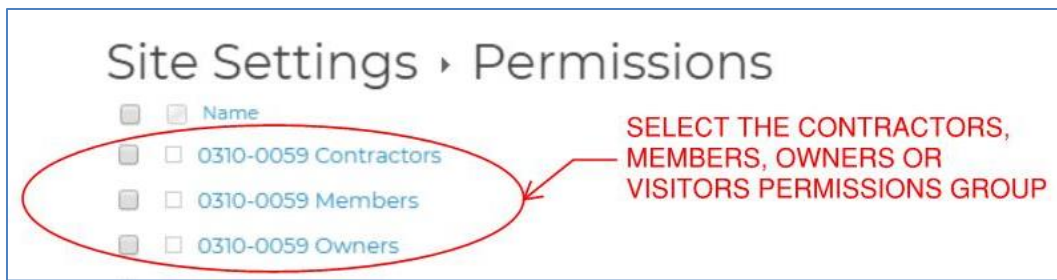 Site Settings ▸ Permissions
Name
0310-0059 Contractors
0310-0059 Members
0310-0059 Owners
SELECT THE CONTRACTORS,
MEMBERS, OWNERS OR
VISITORS PERMISSIONS GROUP